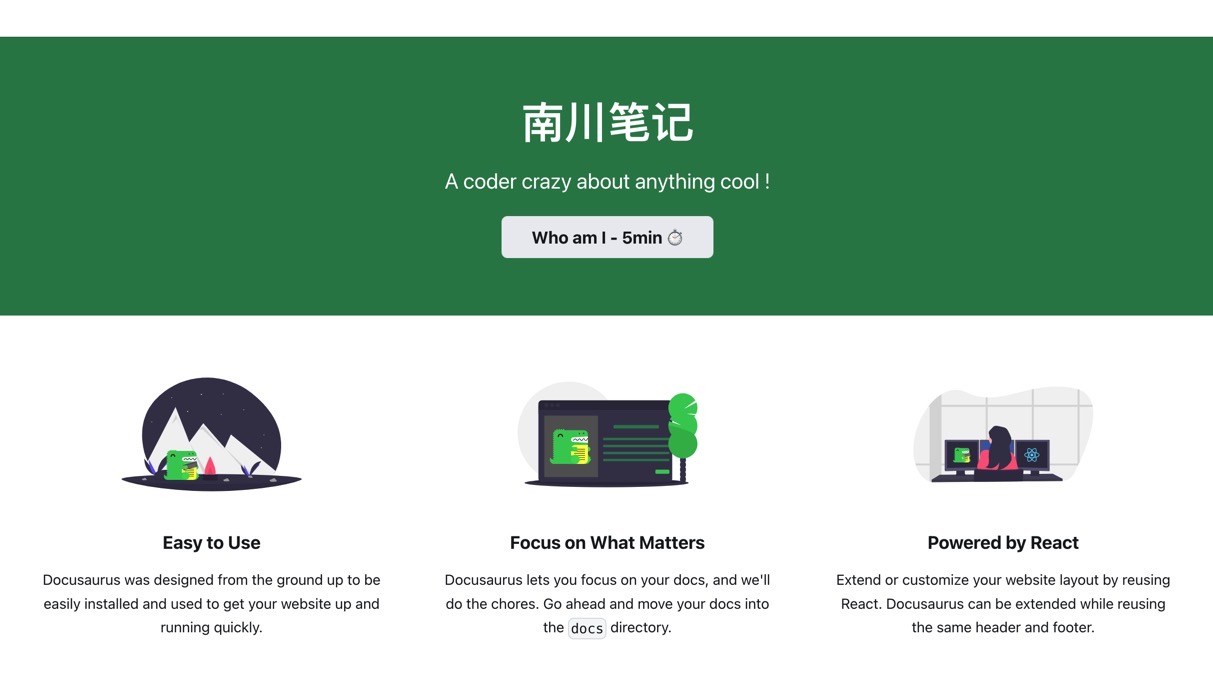 南川笔记
A coder crazy about anything cool !
Who am I - 5min ⏱️
Easy to Use
Docusaurus was designed from the ground up to be
easily installed and used to get your website up and
running quickly.
Focus on What Matters
Docusaurus lets you focus on your docs, and we'll
do the chores. Go ahead and move your docs into
the docs directory.
Powered by React
Extend or customize your website layout by reusing
React. Docusaurus can be extended while reusing
the same header and footer.